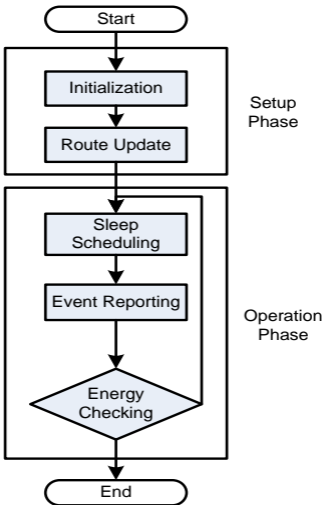 Start
Initialization
Setup
Phase
Route Update
Sleep
Scheduling
Event Reporting
Operation
Phase
Energy
Checking
End